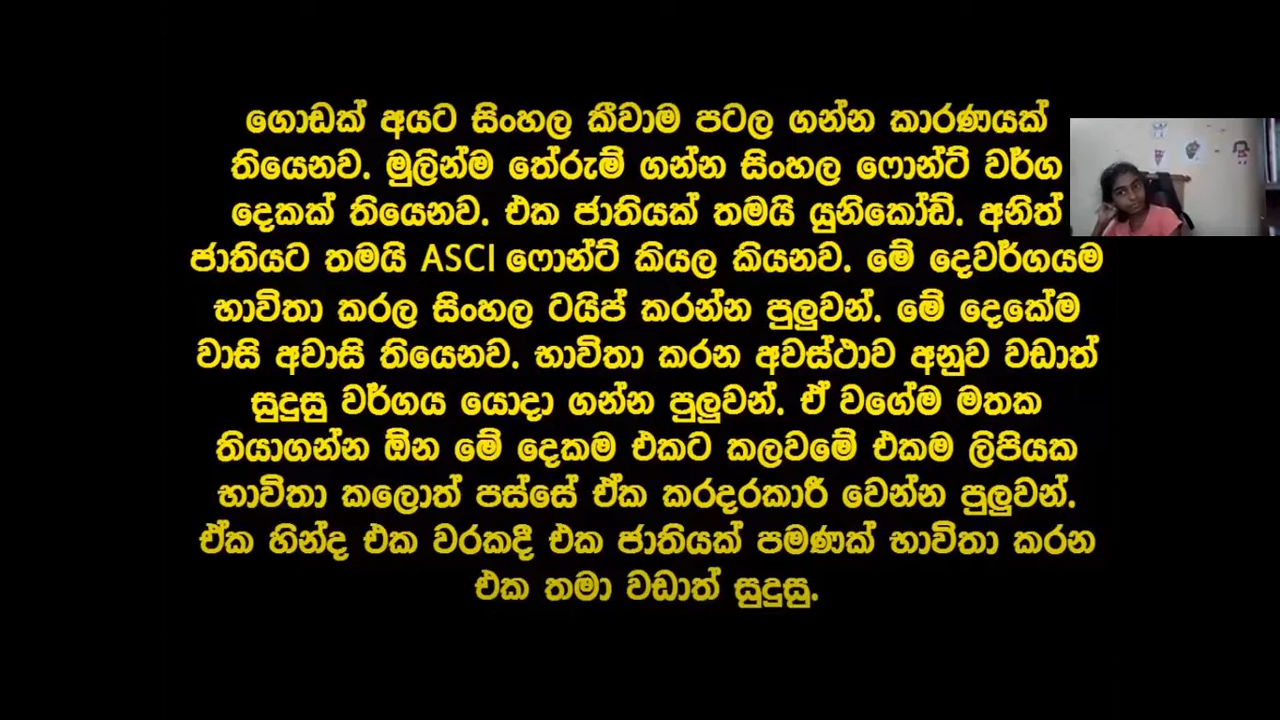 ගොඩක් අයට සිංහල කීවාම පටල ගන්න කාරණයක්
තියෙනව. මුලින්ම තේරුම් ගන්න සිංහල ෆොන්ට් වර්ග
දෙකක් තියෙනව. එක ජාතියක් තමයි යුනිකෝඩ්. අනිත්
ජාතියට තමයි ASCI ෆොන්ට් කියල කියනව. මේ දෙවර්ගයම
භාවිතා කරල සිංහල ටයිප් කරන්න පුලුවන්. මේ දෙකේම
වාසි අවාසි තියෙනව. භාවිතා කරන අවස්ථාව අනුව වඩාත්
සුදුසු වර්ගය යොදා ගන්න පුලුවන්. ඒ වගේම මතක
තියාගන්න ඕන මේ දෙකම එකට කලවමේ එකම ලිපියක
භාවිතා කලොත් පස්සේ ඒක කරදරකාරී වෙන්න පුලුවන්.
ඒක හින්ද එක වරකදී එක ජාතියක් පමණක් භාවිතා කරන
එක තමා වඩාත් සුදුසු.